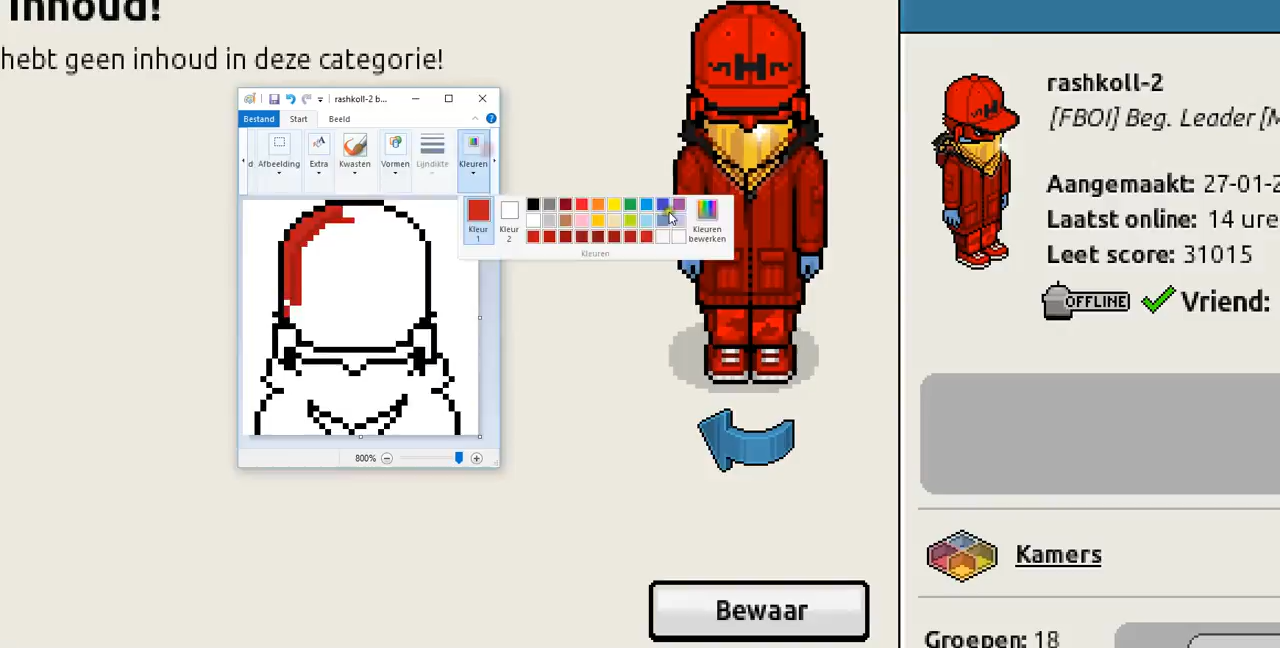 Inhoud!
hebt geen inhoud in deze categorie!
rashkoll-2 b...
Bestand Start Beeld
d Afbeelding Extra Kwasten Vormen Lijndikte Kleuren
Kleur 1
Kleur 2
Kleuren bewerken
Kleuren
800%
H
H
Bewaar
rashkoll-2
[FBOI] Beg. Leader [M
Aangemaakt: 27-01-2
Laatst online: 14 ure
Leet score: 31015
OFFLINE Vriend:
Kamers
Groepen: 18